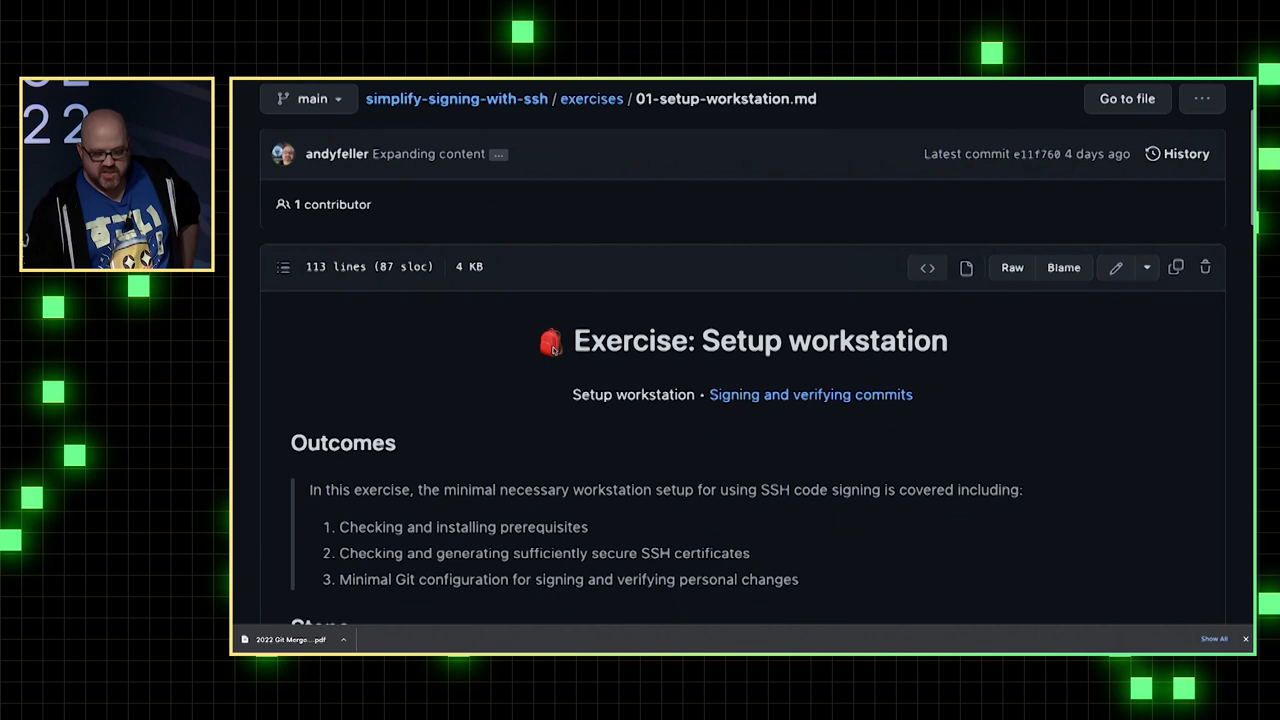 22
すごい
main
simplify-signing-with-ssh / exercises / 01-setup-workstation.md
Go to file
...
andyfeller Expanding content ...
Latest commit e11f760 4 days ago
History
1 contributor
113 lines (87 sloc)
4 KB
<>
Raw
Blame
Exercise: Setup workstation
Setup workstation • Signing and verifying commits
Outcomes
In this exercise, the minimal necessary workstation setup for using SSH code signing is covered including:
1. Checking and installing prerequisites
2. Checking and generating sufficiently secure SSH certificates
3. Minimal Git configuration for signing and verifying personal changes
Steps
2022 Git Merge....pdf
Show All